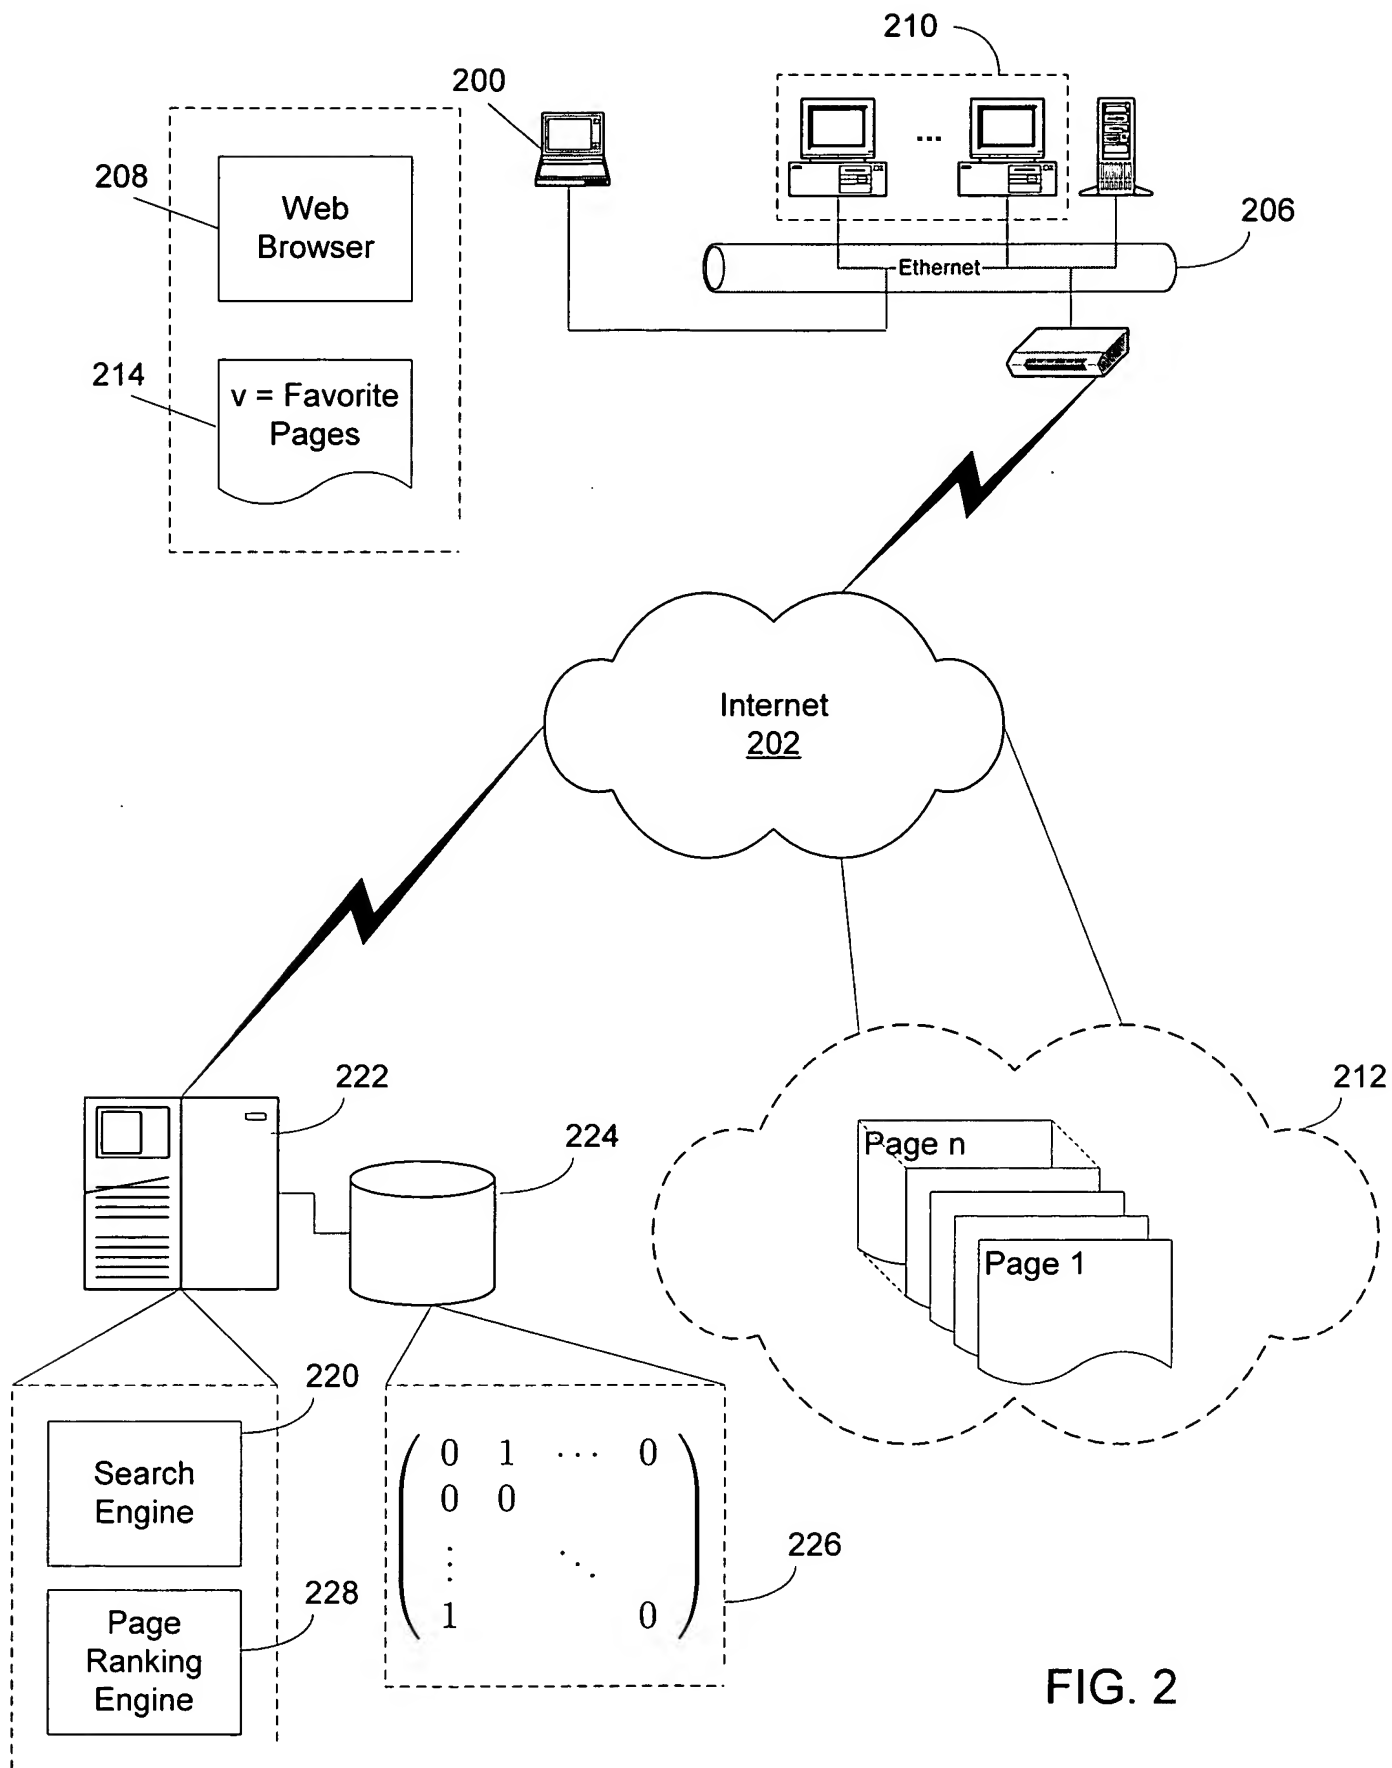 210
200
208
Web
Browser
206
Ethernet
...
214
v = Favorite
Pages
Internet
202
222
224
212
Page n
Page 1
220
Search
Engine
228
Page
Ranking
Engine
0 1 ⋯ 0
0 0
⋮ ⋱
1 0
226
FIG. 2